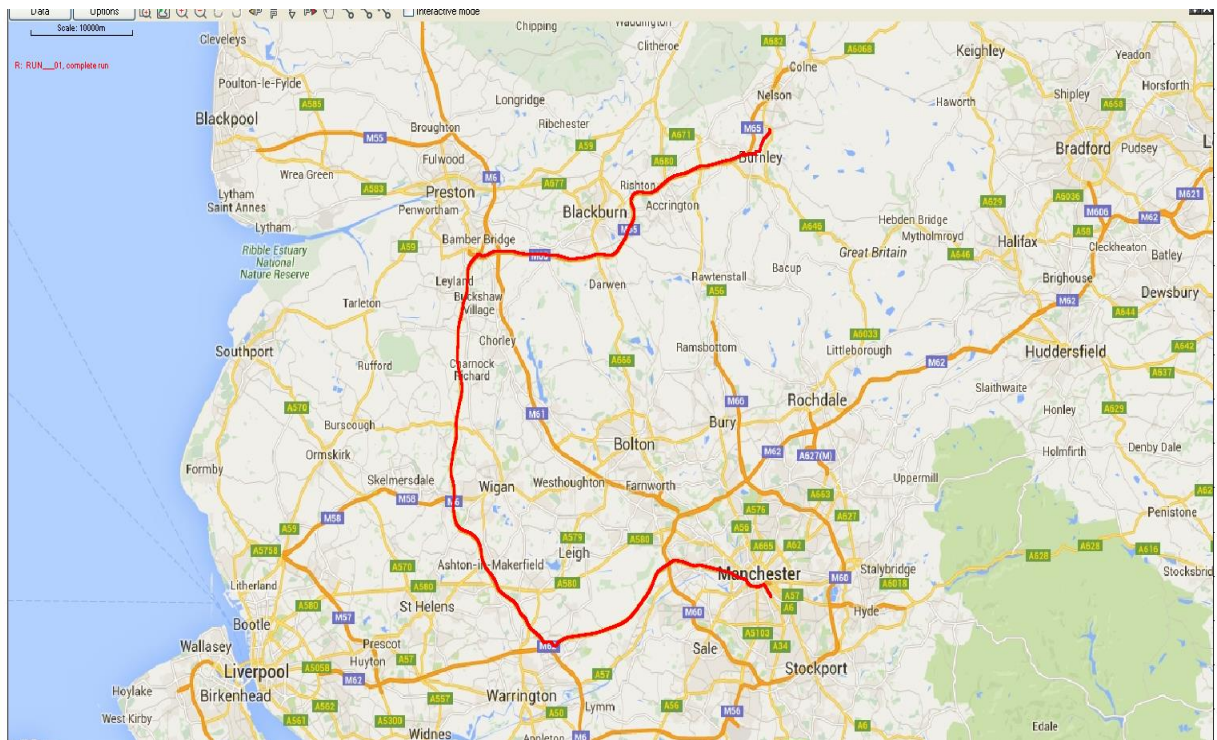 Data
Options
Interactive mode
Scale: 10000m
R: RUN___01, complete run
Chipping
Waddington
Cleveleys
Clitheroe
A682
A6068
Keighley
Yeadon
Colne
Poulton-le-Fylde
Horsforth
A585
Longridge
Nelson
Haworth
Shipley
A658
Blackpool
Broughton
Ribchester
M55
M65
A671
A59
Bradford
Pudsey
Fulwood
Burnley
Wrea Green
M6
A680
A583
Preston
A677
Rishton
Lytham
Saint Annes
Penwortham
Blackburn
Accrington
A629
A6036
M621
M606
M62
Hebden Bridge
Lytham
A646
Mytholmroyd
A58
Halifax
Bamber Bridge
A59
Great Britain
A646
Cleckheaton
Batley
Ribble Estuary
National
Nature Reserve
M65
Rawtenstall
Bacup
Brighouse
Leyland
Darwen
A56
Dewsbury
Tarleton
Buckshaw
Village
M62
A644
A6033
Chorley
Ramsbottom
Littleborough
Southport
Rufford
Charnock
Richard
A666
M62
Huddersfield
A642
A637
Slaithwaite
Rochdale
M66
A570
M61
Honley
A629
Burscough
Bury
Bolton
Holmfirth
Denby Dale
Ormskirk
M62
A627(M)
Formby
Skelmersdale
Wigan
Westhoughton
Farnworth
Uppermill
M58
M6
A663
A576
Penistone
M58
A59
A56
A627
A579
A580
A665
A62
A628
A628
A616
Leigh
Manchester
Stalybridge
Stocksbridge
A570
Ashton-in-Makerfield
Litherland
A580
A580
M60
A6018
A57
A580
St Helens
M60
A6
Hyde
M57
Bootle
A5103
Wallasey
Prescot
A34
Sale
Liverpool
A5058
Huyton
A57
M62
A57
Stockport
Hoylake
Birkenhead
A557
Warrington
West Kirby
A562
Lymm
A56
M56
A561
A5300
A50
A6
Widnes
Appleton
M6
Edale